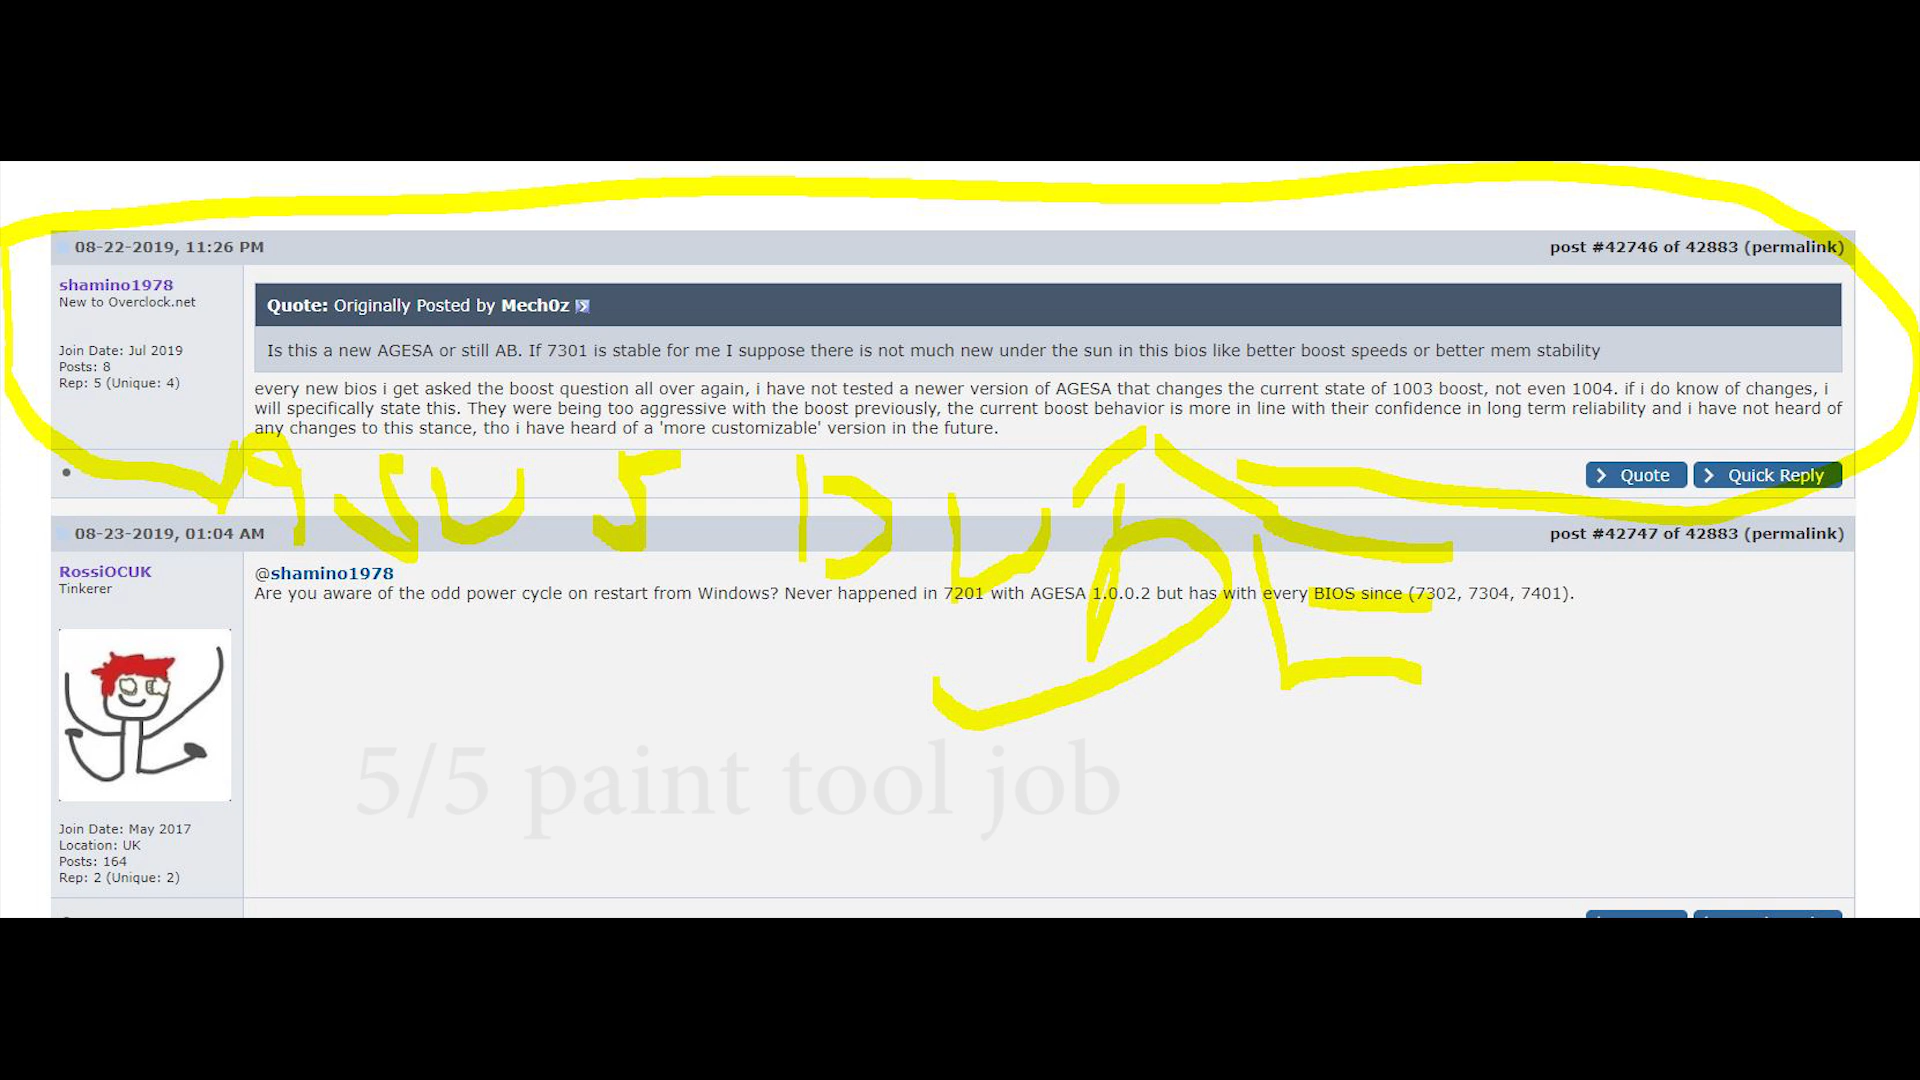 08-22-2019, 11:26 PM
post #42746 of 42883 (permalink)
shamino1978
New to Overclock.net
Join Date: Jul 2019
Posts: 8
Rep: 5 (Unique: 4)
Quote: Originally Posted by Mech0z
Is this a new AGESA or still AB. If 7301 is stable for me I suppose there is not much new under the sun in this bios like better boost speeds or better mem stability
every new bios i get asked the boost question all over again, i have not tested a newer version of AGESA that changes the current state of 1003 boost, not even 1004. if i do know of changes, i
will specifically state this. They were being too aggressive with the boost previously, the current boost behavior is more in line with their confidence in long term reliability and i have not heard of
any changes to this stance, tho i have heard of a 'more customizable' version in the future.
Quote
Quick Reply
ASUS DUDE
08-23-2019, 01:04 AM
post #42747 of 42883 (permalink)
RossiOCUK
Tinkerer
@shamino1978
Are you aware of the odd power cycle on restart from Windows? Never happened in 7201 with AGESA 1.0.0.2 but has with every BIOS since (7302, 7304, 7401).
5/5 paint tool job
Join Date: May 2017
Location: UK
Posts: 164
Rep: 2 (Unique: 2)